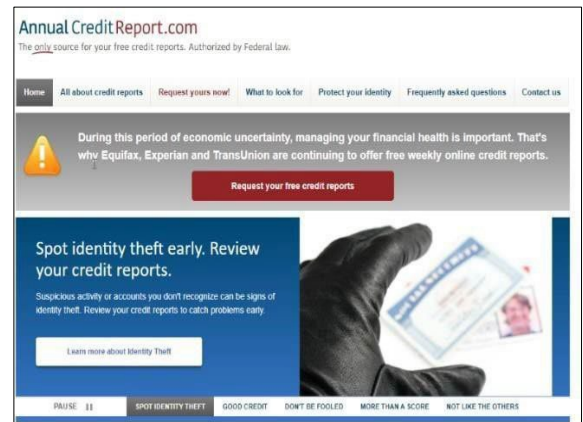 Annual CreditReport.com
The only source for your free credit reports. Authorized by Federal law.
Home All about credit reports Request yours now! What to look for Protect your identity Frequently asked questions Contact us
During this period of economic uncertainty, managing your financial health is important. That's
why Equifax, Experian and TransUnion are continuing to offer free weekly online credit reports.
Request your free credit reports
Spot identity theft early. Review
your credit reports.
Suspicious activity or accounts you don't recognize can be signs of
identity theft. Review your credit reports to catch problems early.
Learn more about Identity Theft
SOCIAL SECURITY
PAUSE SPOT IDENTITY THEFT GOOD CREDIT DON'T BE FOOLED MORE THAN A SCORE NOT LIKE THE OTHERS